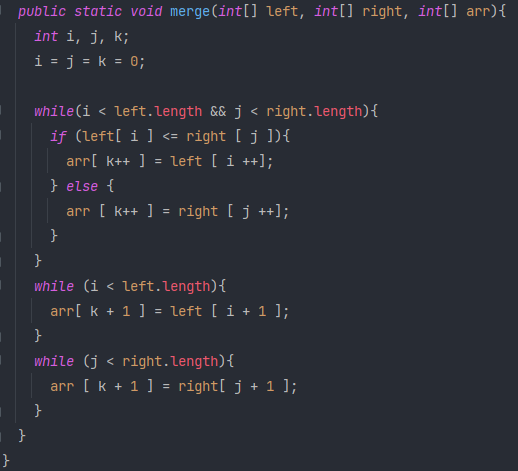 public static void merge(int[] left, int[] right, int[] arr){
int i, j, k;
i = j = k = 0;
while(i < left.length && j < right.length){
if (left[ i ] <= right [ j ]){
arr[ k++ ] = left [ i ++];
} else {
arr [ k++ ] = right [ j ++];
}
}
while (i < left.length){
arr[ k + 1 ] = left [ i + 1 ];
}
while (j < right.length){
arr [ k + 1 ] = right[ j + 1 ];
}
}
}